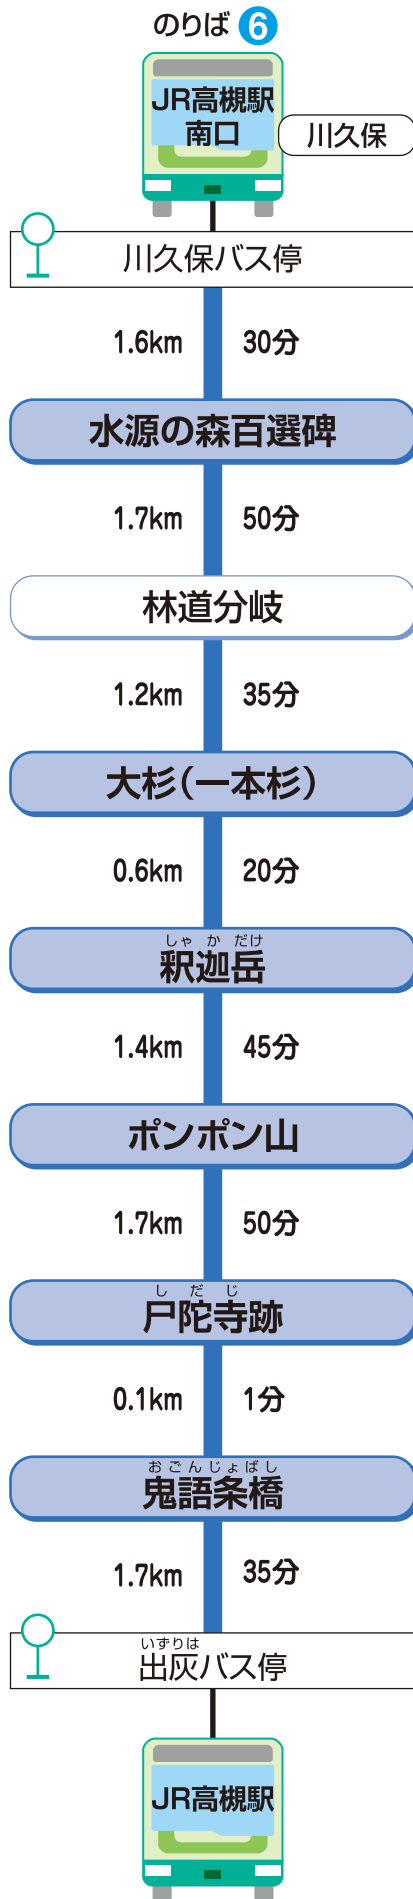 のりば 6
JR高槻駅
南口
川久保
川久保バス停
1.6km 30分
水源の森百選碑
1.7km 50分
林道分岐
1.2km 35分
大杉(一本杉)
0.6km 20分
しゃかだけ
釈迦岳
1.4km 45分
ポンポン山
1.7km 50分
しだじ
尸陀寺跡
0.1km 1分
おごんじょばし
鬼語条橋
1.7km 35分
いずりは
出灰バス停
JR高槻駅